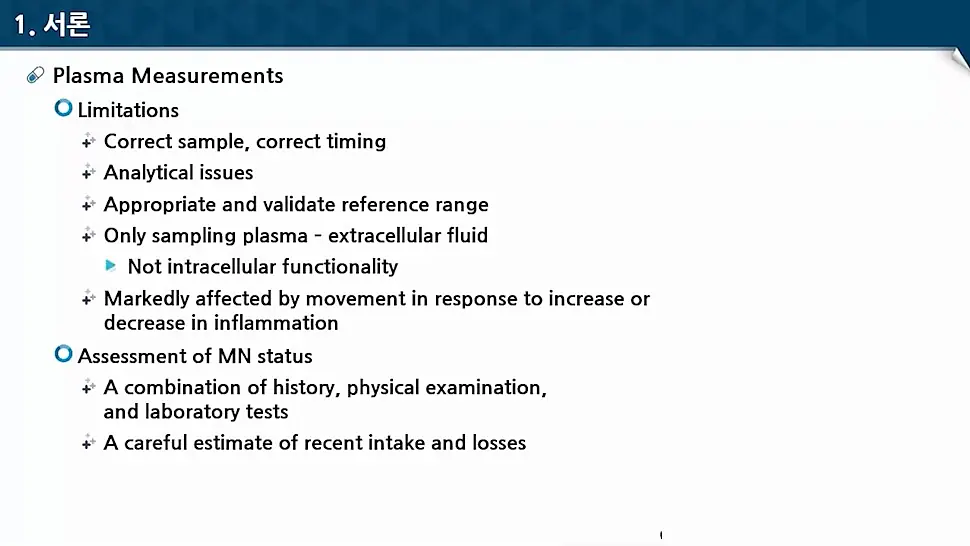 1. 서론
Plasma Measurements
Limitations
Correct sample, correct timing
Analytical issues
Appropriate and validate reference range
Only sampling plasma – extracellular fluid
Not intracellular functionality
Markedly affected by movement in response to increase or
decrease in inflammation
Assessment of MN status
A combination of history, physical examination,
and laboratory tests
A careful estimate of recent intake and losses